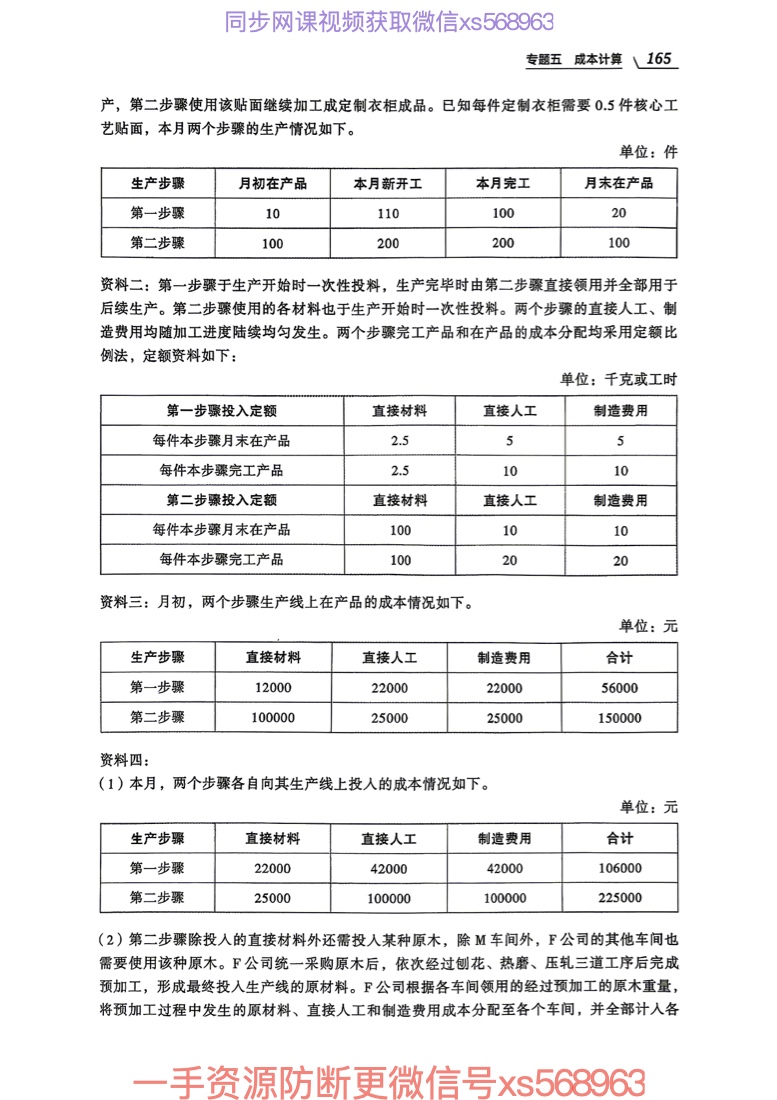 同步网课视频获取微信xs568963
专题五 成本计算 165
产，第二步骤使用该贴面继续加工成定制衣柜成品。已知每件定制衣柜需要 0.5 件核心工
艺贴面，本月两个步骤的生产情况如下。
单位：件
生产步骤 月初在产品 本月新开工 本月完工 月末在产品
第一步骤 10 110 100 20
第二步骤 100 200 200 100
资料二：第一步骤于生产开始时一次性投料，生产完毕时由第二步骤直接领用并全部用于
后续生产。第二步骤使用的各材料也于生产开始时一次性投料。两个步骤的直接人工、制
造费用均随加工进度陆续均匀发生。两个步骤完工产品和在产品的成本分配均采用定额比
例法，定额资料如下：
单位：千克或工时
第一步骤投入定额 直接材料 直接人工 制造费用
每件本步骤月末在产品 2.5 5 5
每件本步骤完工产品 2.5 10 10
第二步骤投入定额 直接材料 直接人工 制造费用
每件本步骤月末在产品 100 10 10
每件本步骤完工产品 100 20 20
资料三：月初，两个步骤生产线上在产品的成本情况如下。
单位：元
生产步骤 直接材料 直接人工 制造费用 合计
第一步骤 12000 22000 22000 56000
第二步骤 100000 25000 25000 150000
资料四：
（1）本月，两个步骤各自向其生产线上投入的成本情况如下。
单位：元
生产步骤 直接材料 直接人工 制造费用 合计
第一步骤 22000 42000 42000 106000
第二步骤 25000 100000 100000 225000
（2）第二步骤除投入的直接材料外还需投入某种原木，除 M 车间外，F 公司的其他车间也
需要使用该种原木。F 公司统一采购原木后，依次经过刨花、热磨、压轧三道工序后完成
预加工，形成最终投入生产线的原材料。F 公司根据各车间领用的经过预加工的原木重量，
将预加工过程中发生的原材料、直接人工和制造费用成本分配至各个车间，并全部计入各
一手资源防断更微信号xs568963